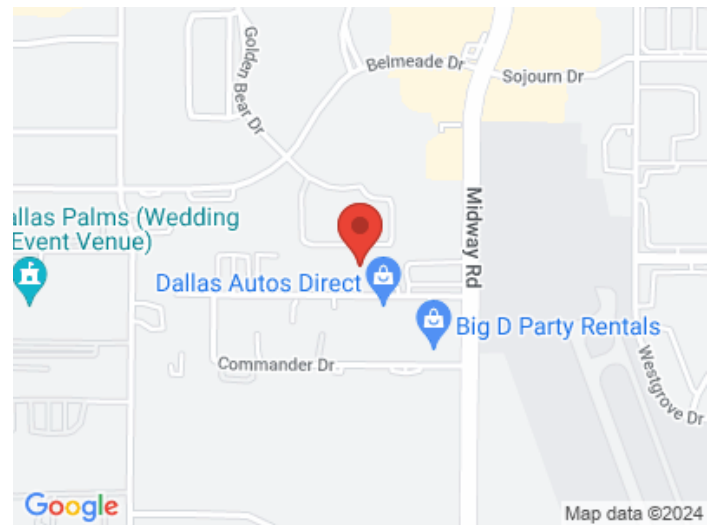 Golden Bear Dr
Belmeade Dr
Sojourn Dr
allas Palms (Wedding
Event Venue)
Midway Rd
Dallas Autos Direct
Big D Party Rentals
Commander Dr
Westgrove Dr
Google
Map data ©2024